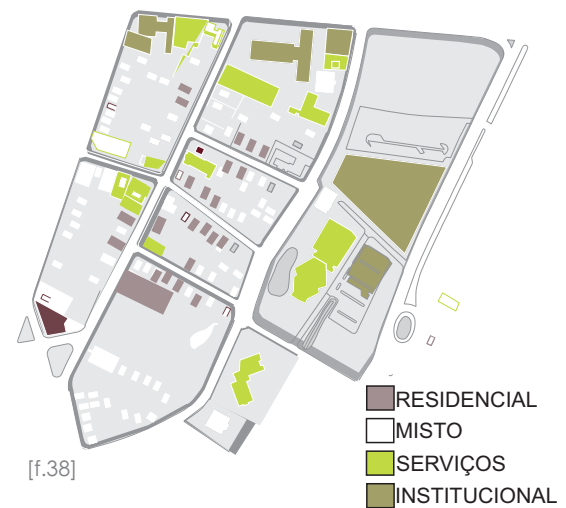 [f.38]
RESIDENCIAL
MISTO
SERVIÇOS
INSTITUCIONAL